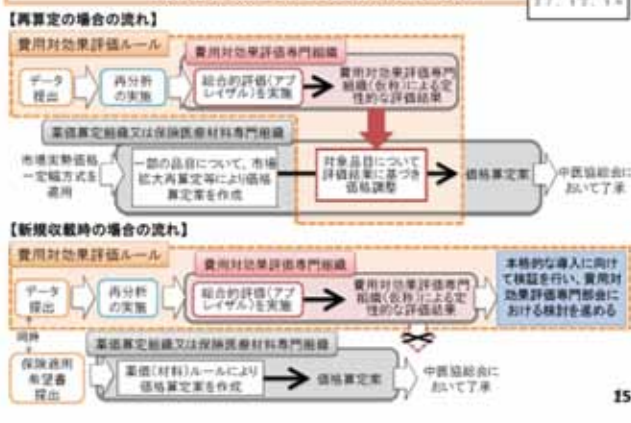 【再算定の場合の流れ】
費用対効果評価ルール
費用対効果評価専門組織
データ
提出
再分析
の実施
総合的評価(アプ
レイザル)を実施
費用対効果評価専門
組織(仮称)による定
性的な評価結果
薬価算定組織又は保険医療材料専門組織
市場実勢価格
一定幅方式を
適用
一部の品目について、市場
拡大再算定等により価格
算定案を作成
対象品目について
評価結果に基づき
価格調整
価格算定案
中医協総会に
おいて了承
【新規収載時の場合の流れ】
費用対効果評価ルール
費用対効果評価専門組織
データ
提出
再分析
の実施
総合的評価(アプ
レイザル)を実施
費用対効果評価専門
組織(仮称)による定
性的な評価結果
本格的な導入に向け
て検証を行い、費用対
効果評価専門部会に
おける検討を進める
同時
保険適用
希望書
提出
薬価算定組織又は保険医療材料専門組織
薬価(材料)ルールにより
価格算定案を作成
価格算定案
中医協総会に
おいて了承
15